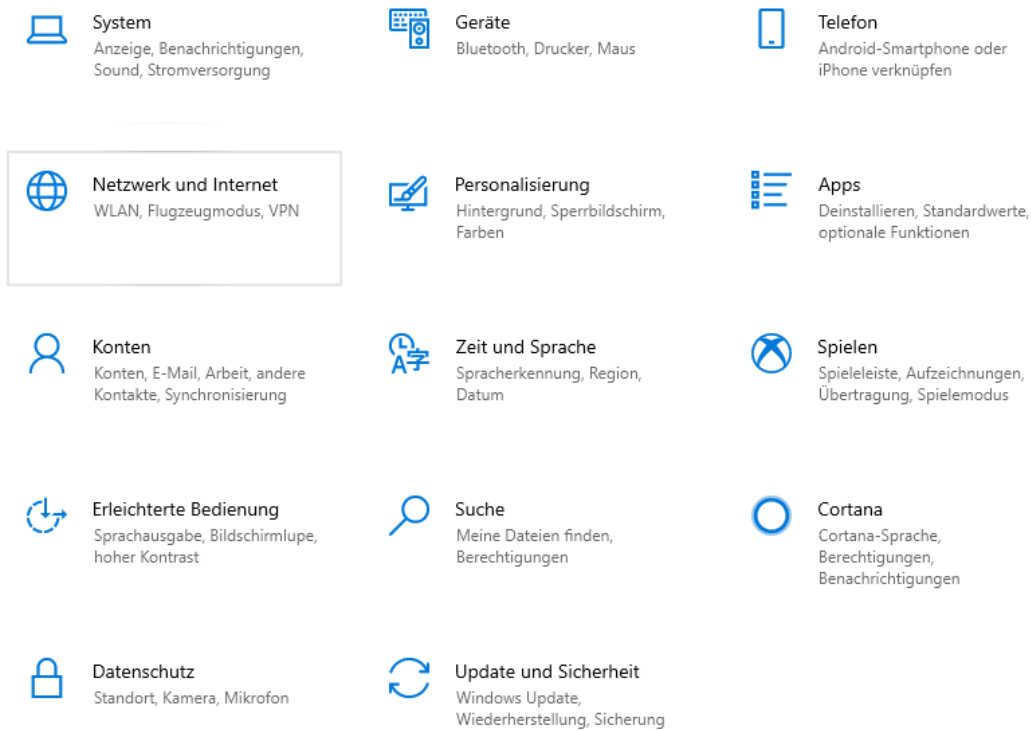 System
Anzeige, Benachrichtigungen,
Sound, Stromversorgung
Geräte
Bluetooth, Drucker, Maus
Telefon
Android-Smartphone oder
iPhone verknüpfen
Netzwerk und Internet
WLAN, Flugzeugmodus, VPN
Personalisierung
Hintergrund, Sperrbildschirm,
Farben
Apps
Deinstallieren, Standardwerte,
optionale Funktionen
Konten
Konten, E-Mail, Arbeit, andere
Kontakte, Synchronisierung
Zeit und Sprache
Spracherkennung, Region,
Datum
Spielen
Spieleleiste, Aufzeichnungen,
Übertragung, Spielemodus
Erleichterte Bedienung
Sprachausgabe, Bildschirmlupe,
hoher Kontrast
Suche
Meine Dateien finden,
Berechtigungen
Cortana
Cortana-Sprache,
Berechtigungen,
Benachrichtigungen
Datenschutz
Standort, Kamera, Mikrofon
Update und Sicherheit
Windows Update,
Wiederherstellung, Sicherung